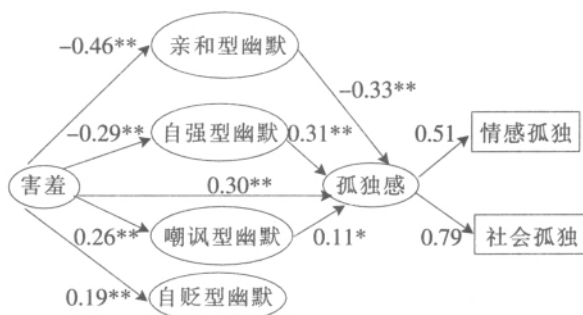 -0.46**
亲和型幽默
-0.33**
-0.29**
自强型幽默
0.31**
0.51
情感孤独
害羞
0.30**
孤独感
0.26**
嘲讽型幽默
0.11*
0.79
社会孤独
0.19**
自贬型幽默